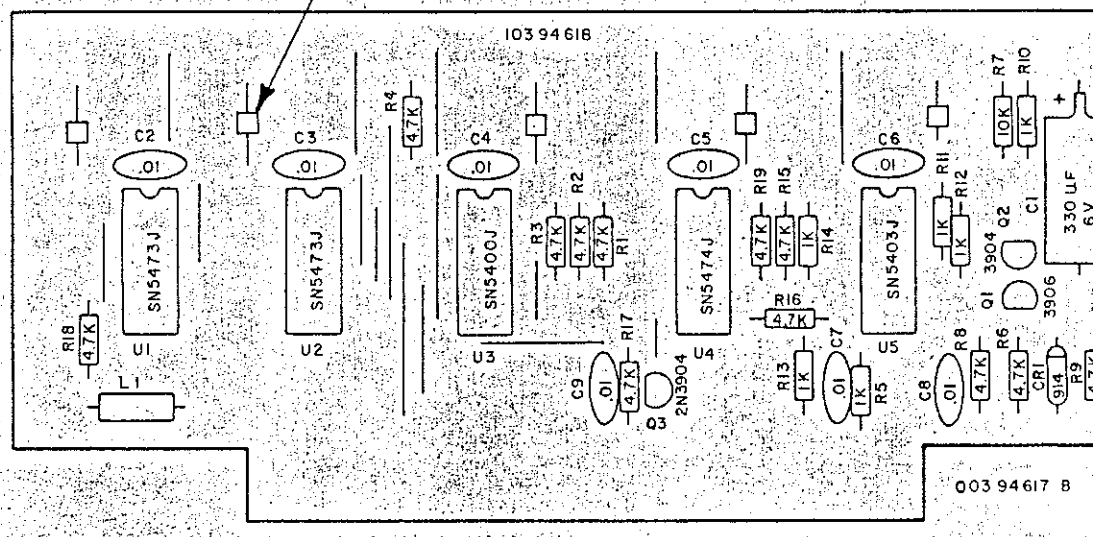 10394618
R4
4.7K
R7
R10
10K
1K
+
C2
.01
C3
.01
C4
.01
C5
.01
C6
.01
R11
1K
R12
1K
C1
330 UF
6V
SN5473J
U1
SN5473J
U2
SN5400J
U3
R3
4.7K
R2
4.7K
R1
4.7K
SN5474J
U4
R19
4.7K
R15
4.7K
R14
1K
SN5403J
U5
Q2
3904
Q1
3906
R16
4.7K
R18
4.7K
L1
C9
.01
R17
4.7K
2N3904
Q3
R13
1K
C7
.01
R5
1K
C8
.01
R8
4.7K
R6
4.7K
CR1
914
R9
00394617 B